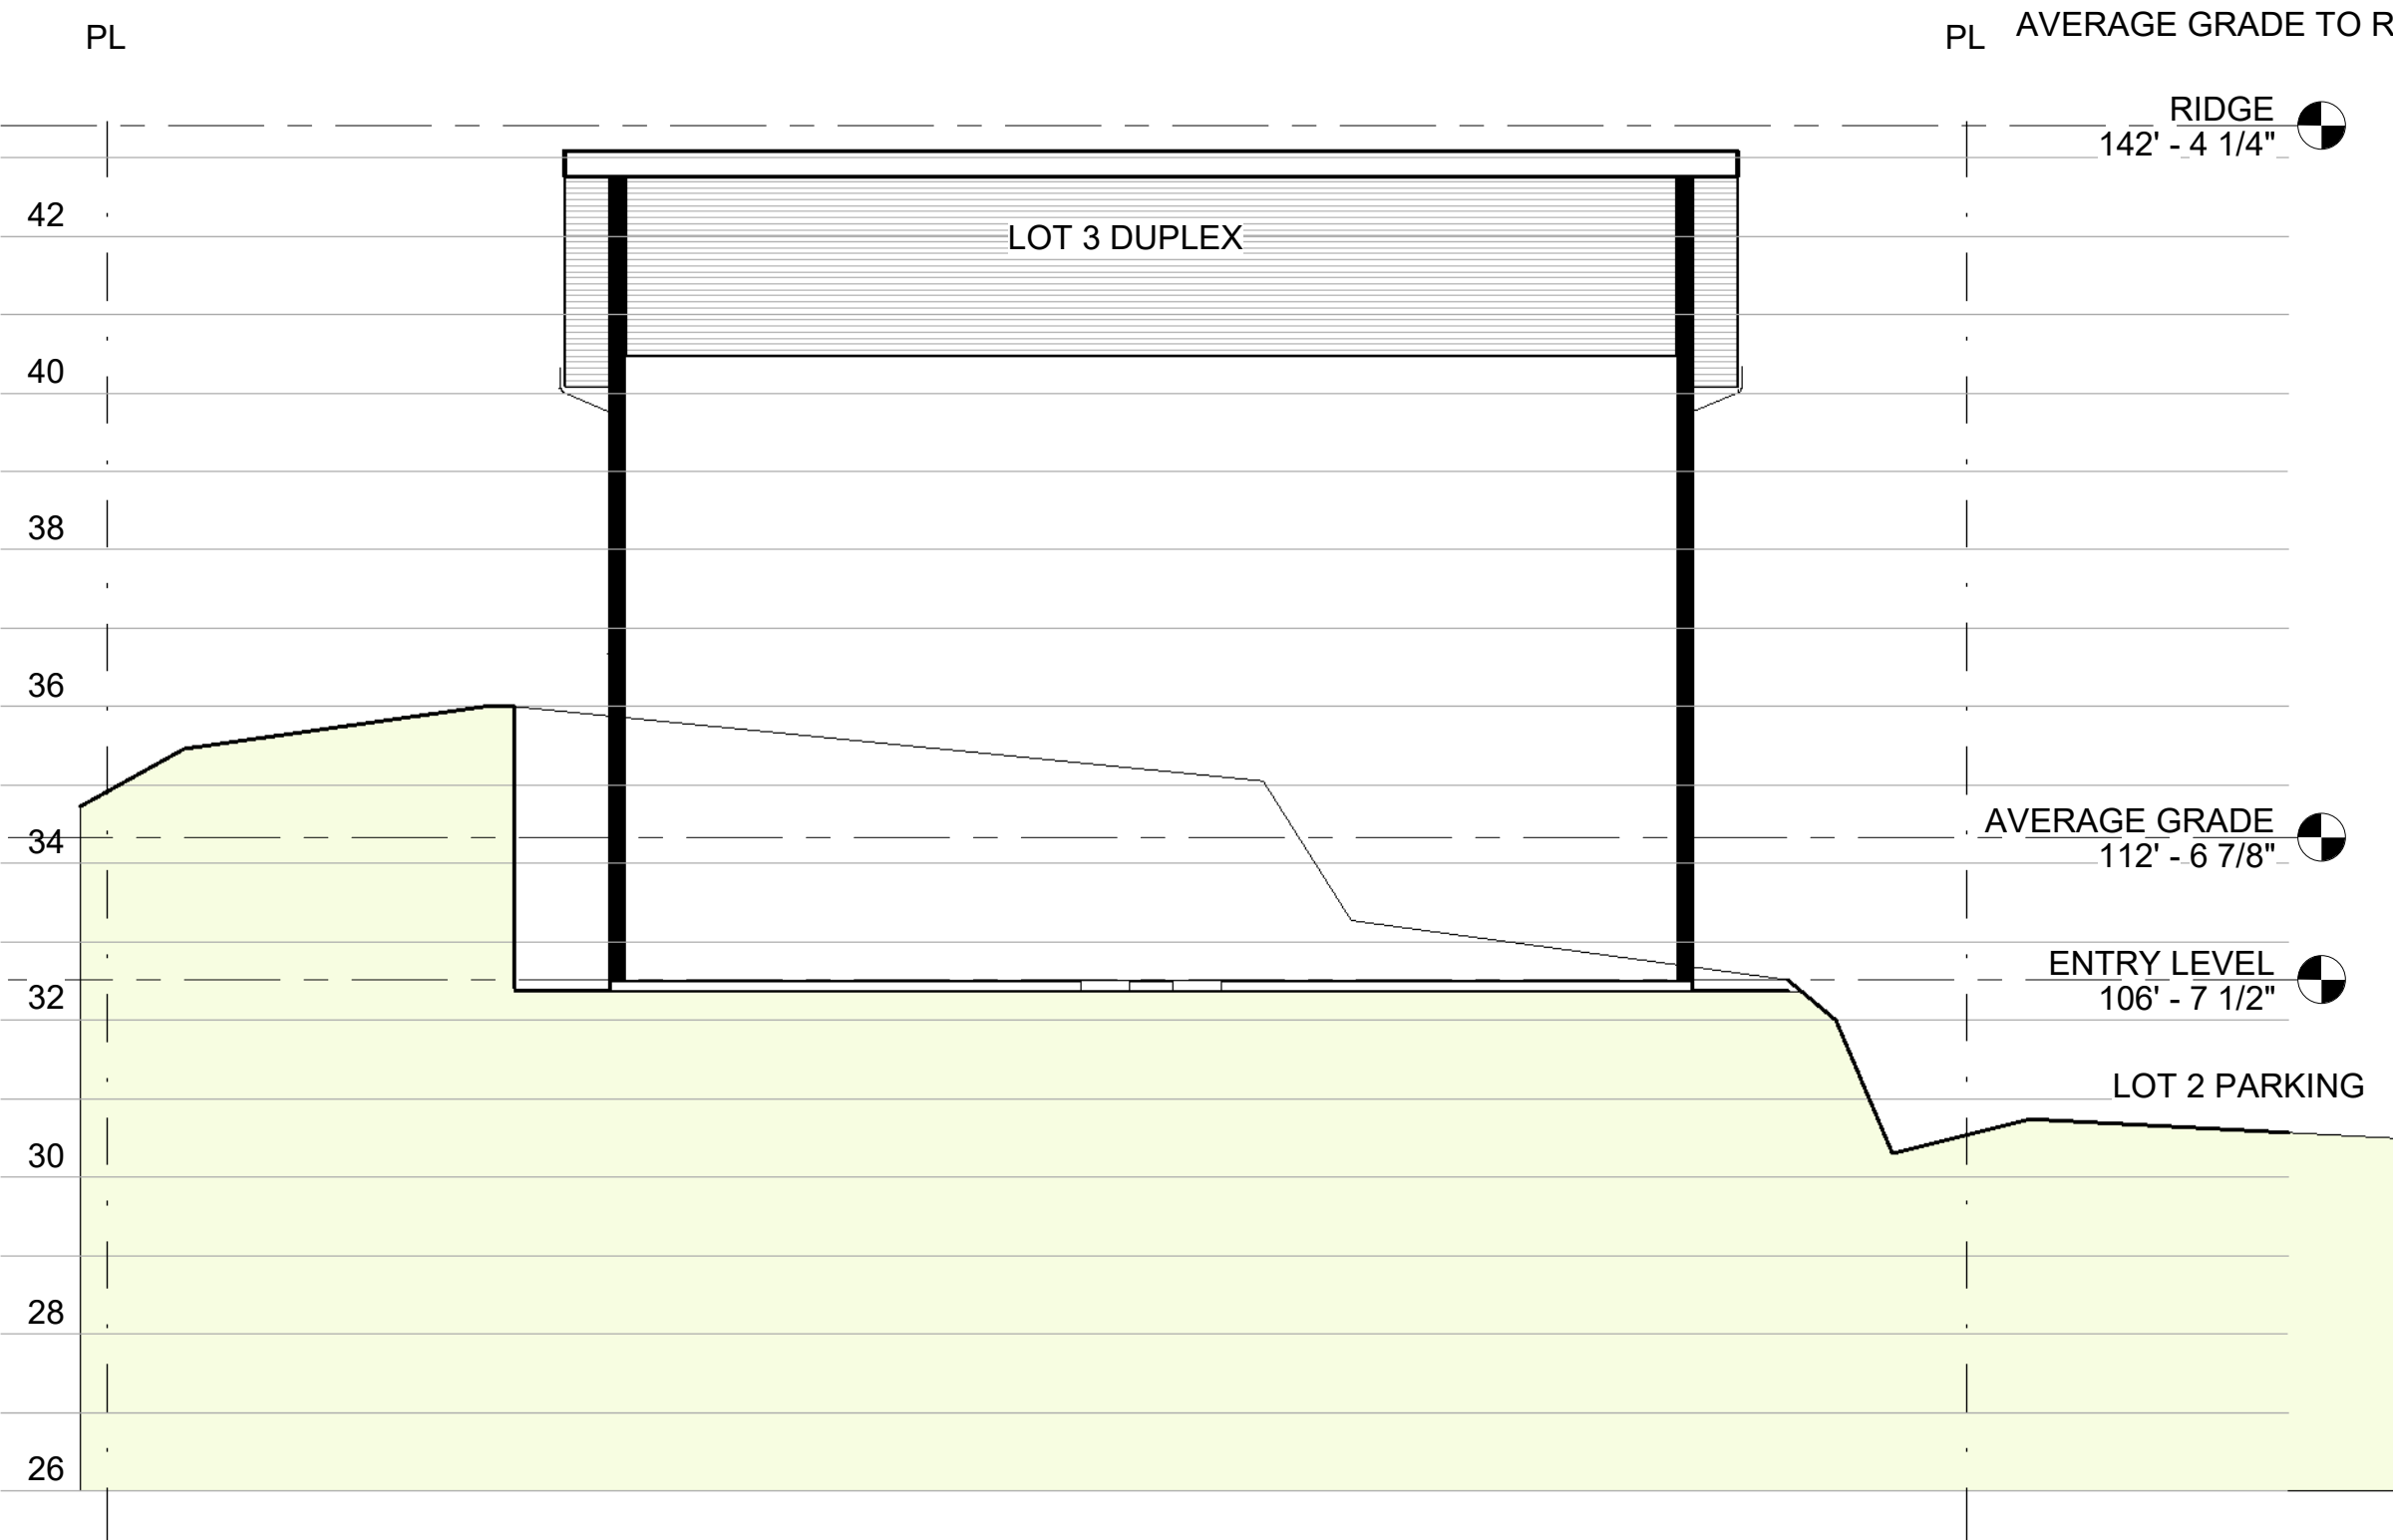 PL
PL
AVERAGE GRADE TO R
RIDGE
142' - 4 1/4"
42
LOT 3 DUPLEX
40
38
36
34
AVERAGE GRADE
112' - 6 7/8"
ENTRY LEVEL
106' - 7 1/2"
32
LOT 2 PARKING
30
28
26